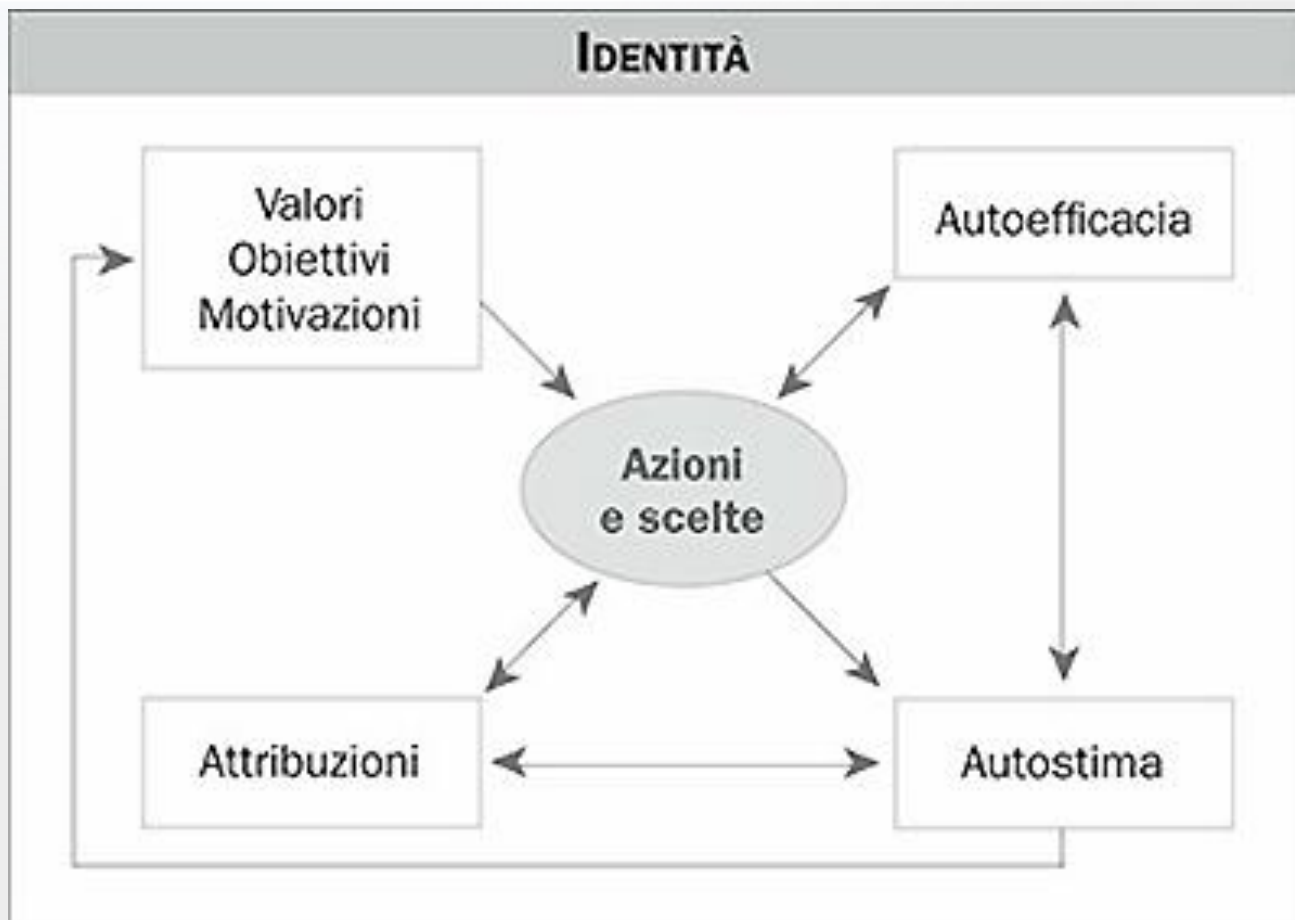 IDENTITÀ
Valori
Obiettivi
Motivazioni
Autoefficacia
Azioni
e scelte
Attribuzioni
Autostima